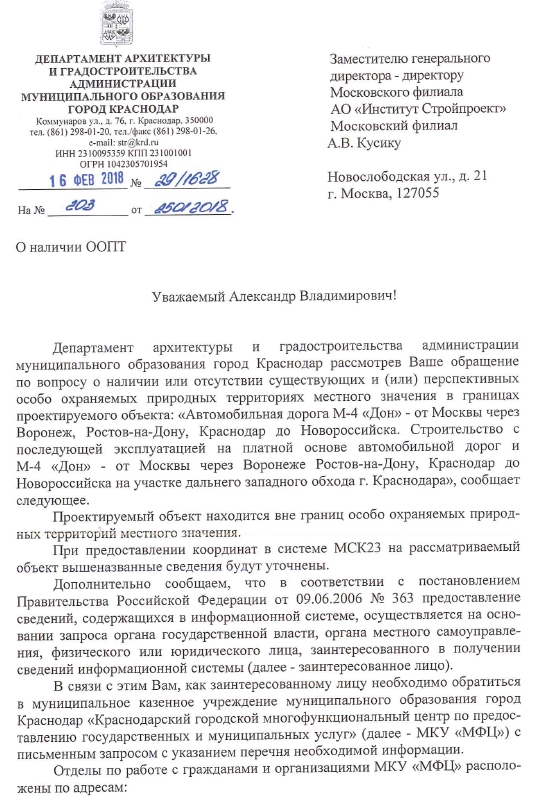 ДЕПАРТАМЕНТ АРХИТЕКТУРЫ
И ГРАДОСТРОИТЕЛЬСТВА
АДМИНИСТРАЦИИ
МУНИЦИПАЛЬНОГО ОБРАЗОВАНИЯ
ГОРОД КРАСНОДАР
Коммунаров ул., д. 76, г. Краснодар, 350000
тел. (861) 298-01-20, тел./факс (861) 298-01-26,
e-mail: str@krd.ru
ИНН 2310095359 КПП 231001001
ОГРН 1042305701954
16 ФЕВ 2018 № 29/1628
На № 203 от 25012018.
Заместителю генерального
директора - директору
Московского филиала
АО «Институт Стройпроект»
Московский филиал
А.В. Кусику
Новослободская ул., д. 21
г. Москва, 127055
О наличии ООПТ
Уважаемый Александр Владимирович!
Департамент архитектуры и градостроительства администрации
муниципального образования город Краснодар рассмотрев Ваше обращение
по вопросу о наличии или отсутствии существующих и (или) перспективных
особо охраняемых природных территориях местного значения в границах
проектируемого объекта: «Автомобильная дорога М-4 «Дон» - от Москвы через
Воронеж, Ростов-на-Дону, Краснодар до Новороссийска. Строительство с
последующей эксплуатацией на платной основе автомобильной дорог и
М-4 «Дон» - от Москвы через Воронеже Ростов-на-Дону, Краснодар до
Новороссийска на участке дальнего западного обхода г. Краснодара», сообщает
следующее.
Проектируемый объект находится вне границ особо охраняемых природ-
ных территорий местного значения.
При предоставлении координат в системе МСК23 на рассматриваемый
объект вышеназванные сведения будут уточнены.
Дополнительно сообщаем, что в соответствии с постановлением
Правительства Российской Федерации от 09.06.2006 № 363 предоставление
сведений, содержащихся в информационной системе, осуществляется на осно-
вании запроса органа государственной власти, органа местного самоуправле-
ния, физического или юридического лица, заинтересованного в получении
сведений информационной системы (далее - заинтересованное лицо).
В связи с этим Вам, как заинтересованному лицу необходимо обратиться
в муниципальное казенное учреждение муниципального образования город
Краснодар «Краснодарский городской многофункциональный центр по предос-
тавлению государственных и муниципальных услуг» (далее - МКУ «МФЦ») с
письменным запросом с указанием перечня необходимой информации.
Отделы по работе с гражданами и организациями МКУ «МФЦ» располо-
жены по адресам: